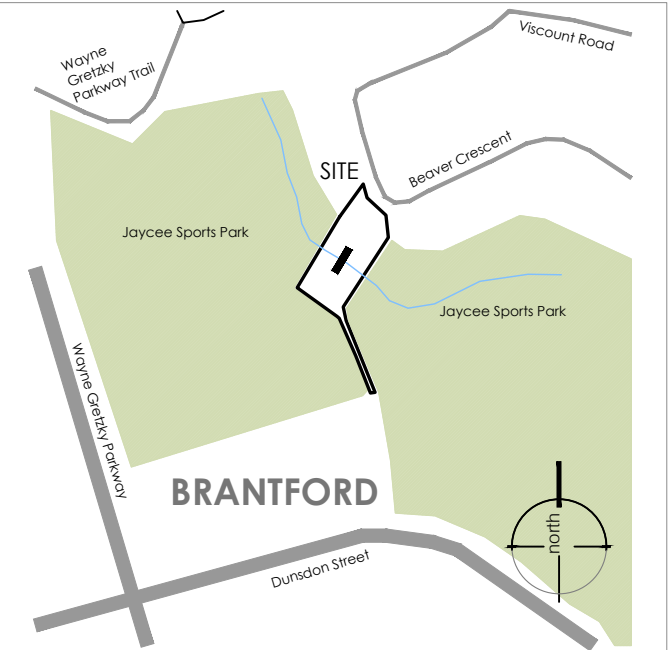 Wayne
Gretzky
Parkway Trail
Viscount Road
Beaver Crescent
SITE
Jaycee Sports Park
Jaycee Sports Park
Wayne Gretzky Parkway
BRANTFORD
north
Dunsdon Street